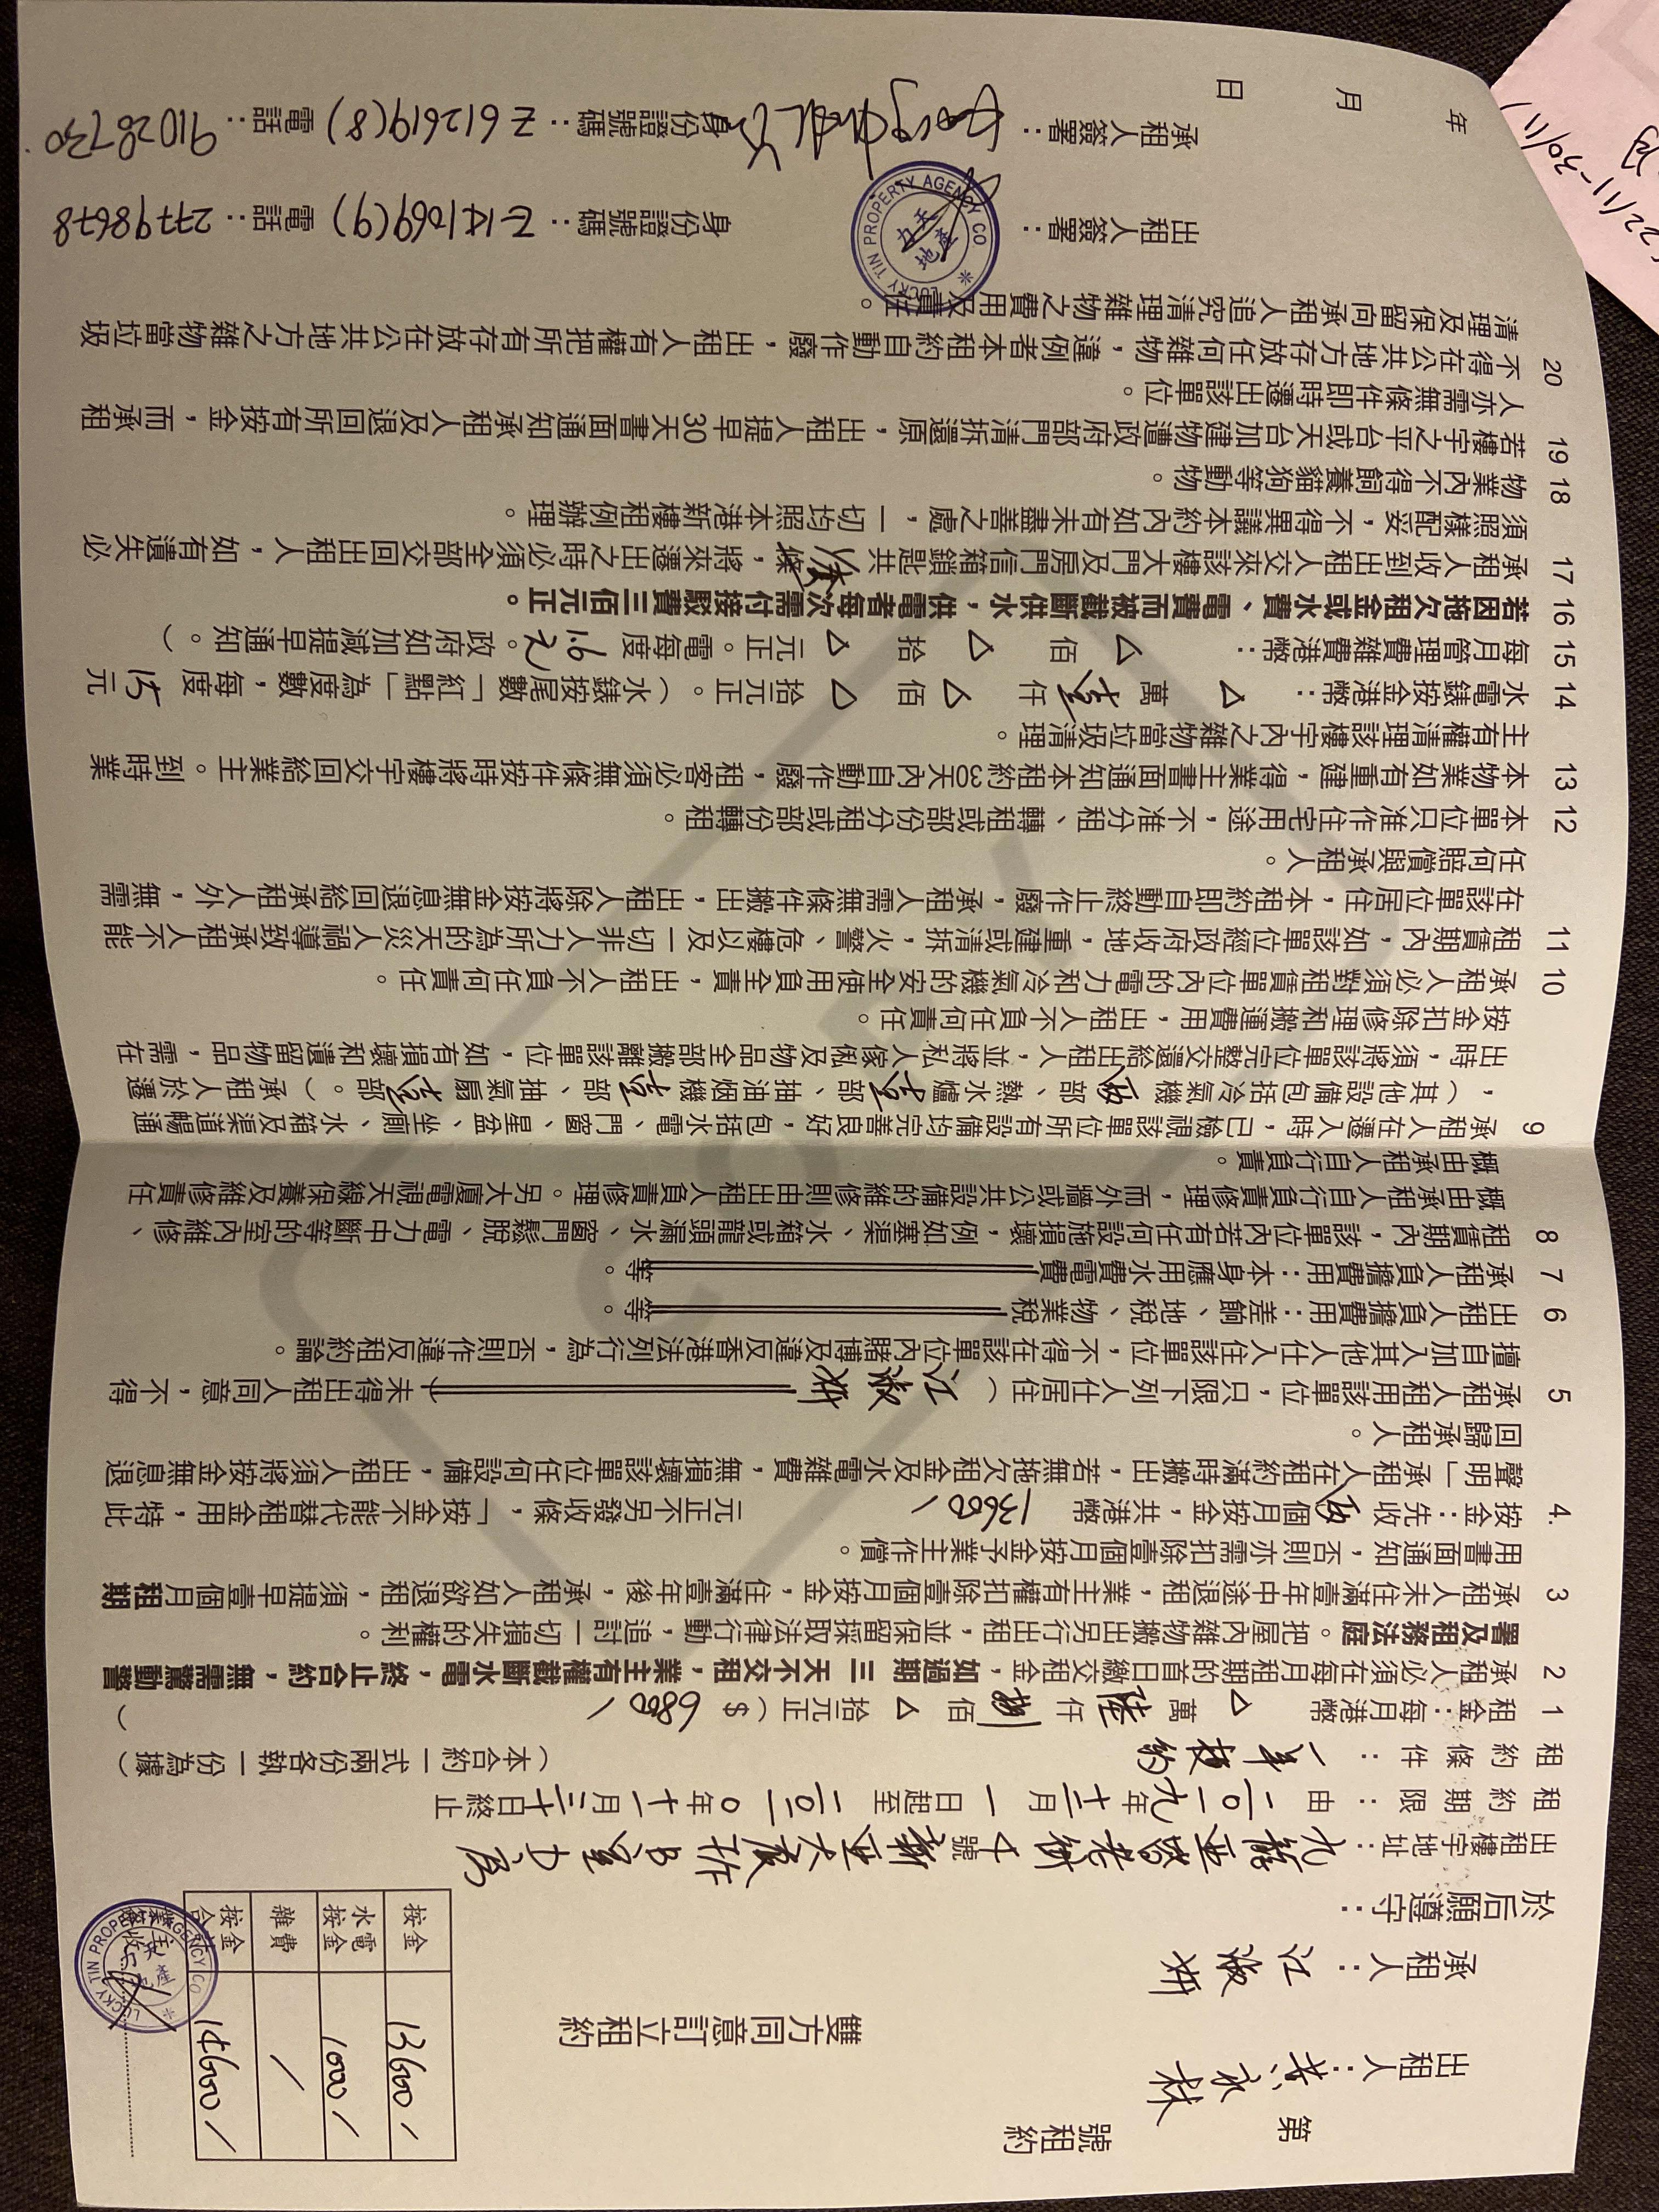 第 號租約
出租人：黃永林
承租人：江淑妍 雙方同意訂立租約
於后願遵守：
按金 13600/
水電按金 1000/
雜費 /
按金合計 14600/
LUCKY TIN PROPERTY AGENCY CO
出租樓宇地址：九龍亞皆老街 號
租約期限：由二〇一九年十二月一日起至二〇二〇年十一月三十日終止
租約條件：一年 約 （本合約一式兩份各執一份為據）
1 租金：每月港幣 △ 萬 陸 仟 捌 佰 △ 拾元正（$ 6800/ ）
2 承租人必須在每月租期的首日繳交租金，如過期 三 天不交租，業主有權截斷水電，終止合約，無需驚動警
署及租務法庭。把屋內雜物搬出另行出租，並保留採取法律行動，追討一切損失的權利。
3 承租人未住滿壹年中途退租，業主有權扣除壹個月按金，住滿壹年後，承租人如欲退租，須提早壹個月租期
用書面通知，否則亦需扣除壹個月按金予業主作償。
4. 按金：先收 兩 個月按金，共港幣 13600/ 元正不另發收條，「按金不能代替租金用，特此
聲明」承租人在租約滿時搬出，若無拖欠租金及水電雜費，無損壞該單位任何設備，出租人須將按金無息退
回歸承租人。
5 承租人租用該單位，只限下列人仕居住（江淑妍 ）未得出租人同意，不得
擅自加入其他人仕入住該單位，不得在該單位內賭博及違反香港法列行為，否則作違反租約論。
6 出租人負擔費用：差餉、地稅、物業稅 等。
7 承租人負擔費用：本身應用水費電費 等。
8 租賃期內，該單位內若有任何設施損壞，例如塞渠、水箱或龍頭漏水、窗門鬆脫、電力中斷等的室內維修、
概由承租人自行負責修理，而外牆或公共設備的維修則由出租人負責修理。另大廈電視天線保養及維修責任
概由承租人自行負責。
9 承租人在遷入時，已檢視該單位所有設備均完善良好，包括水電、門窗、星盆、坐廁、水箱及渠道暢通
，（其他設備包括冷氣機 兩 部、熱水爐 壹 部、抽油烟機 壹 部、抽氣扇 壹 部。）承租人於遷
出時，須將該單位完整交還給出租人，並將私人傢俬及物品全部搬離該單位，如有損壞和遺留物品，需在
按金扣除修理和搬運費用，出租人不負任何責任。
10 承租人必須對租賃單位內的電力和冷氣機的安全使用負全責，出租人不負任何責任。
11 租賃期內，如該單位經政府收地，重建或清拆，火警、危樓以及一切非人力所為的天災人禍導致承租人不能
在該單位居住，本租約即自動終止作廢，承租人需無條件搬出，出租人除將按金無息退回給承租人外，無需
任何賠償與承租人。
12 本單位只准作住宅用途，不准分租、轉租或部份分租或部份轉租。
13 本物業如有重建，得業主書面通知本租約30天內自動作廢，租客必須無條件按時將樓宇交回給業主。到時業
主有權清理該樓宇內之雜物當垃圾清理。
14 水電錶按金港幣： △ 萬 壹 仟 △ 佰 △ 拾元正。（水錶按尾數「紅點」為度數，每度 15 元
15 每月管理費雜費港幣： △ 佰 △ 拾 △ 元正。電每度 1.6元。政府如加減提早通知。）
16 若因拖欠租金或水費、電費而被截斷供水，供電者每次需付接駁費三佰元正。
17 承租人收到出租人交來該樓大門及房門信箱鎖匙共 條，將來遷出之時必須全部交回出租人，如有遺失必
須照樣配妥，不得異議本約內如有未盡之善處，一切均照本港新樓租例辦理。
18 物業內不得飼養貓狗等動物。
19 若樓宇之平台或天台加建物遭政府部門清拆還原，出租人提早30天書面通知承租人及退回所有按金，而承租
人亦需無條件即時遷出該單位。
20 不得在公共地方存放任何雜物，違例者本租約自動作廢，出租人有權把所有存放在公共地方之雜物當垃圾
清理及保留向承租人追究清理雜物之費用及責任。
出租人簽署： 身份證號碼：E141069(9) 電話：27798678
LUCKY TIN PROPERTY AGENCY CO
承租人簽署： 身份證號碼：Z612619(8) 電話：91028730
年 月 日
COPY
22/11-30/11)